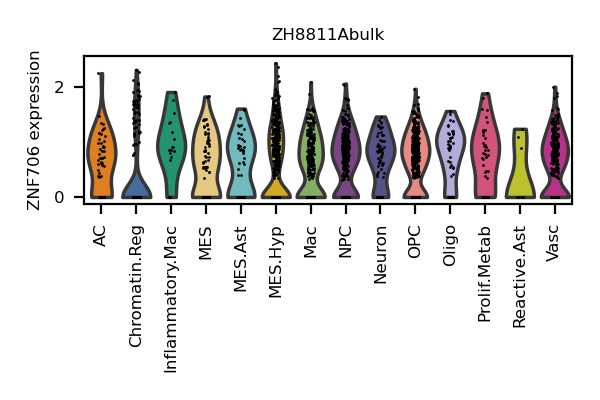 ZH8811Abulk
ZNF706 expression
2
0
AC
Chromatin.Reg
Inflammatory.Mac
MES
MES.Ast
MES.Hyp
Mac
NPC
Neuron
OPC
Oligo
Prolif.Metab
Reactive.Ast
Vasc